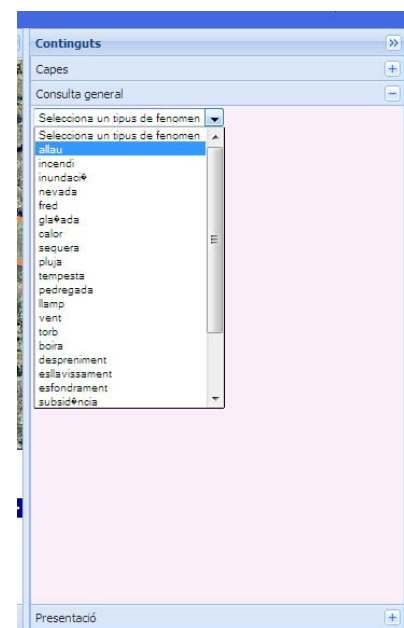 Continguts
Capes
Consulta general
Selecciona un tipus de fenomen
Selecciona un tipus de fenomen
allau
incendi
inundaci�
nevada
fred
gla�ada
calor
sequera
pluja
tempesta
pedregada
llamp
vent
torb
boira
despreniment
esllavissament
esfondrament
subsid�ncia
Presentació